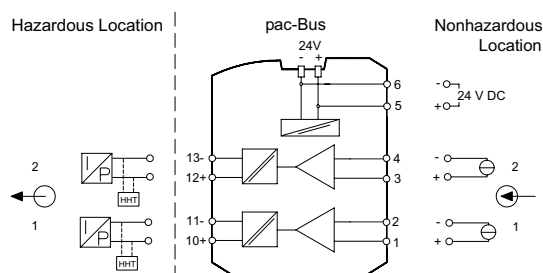 Hazardous Location
pac-Bus
Nonhazardous
Location
24V
- +
6
5
-
24 V DC
+
2
1
I
P
HHT
13-
12+
4
3
-
+
2
1
I
P
HHT
11-
10+
2
1
-
+